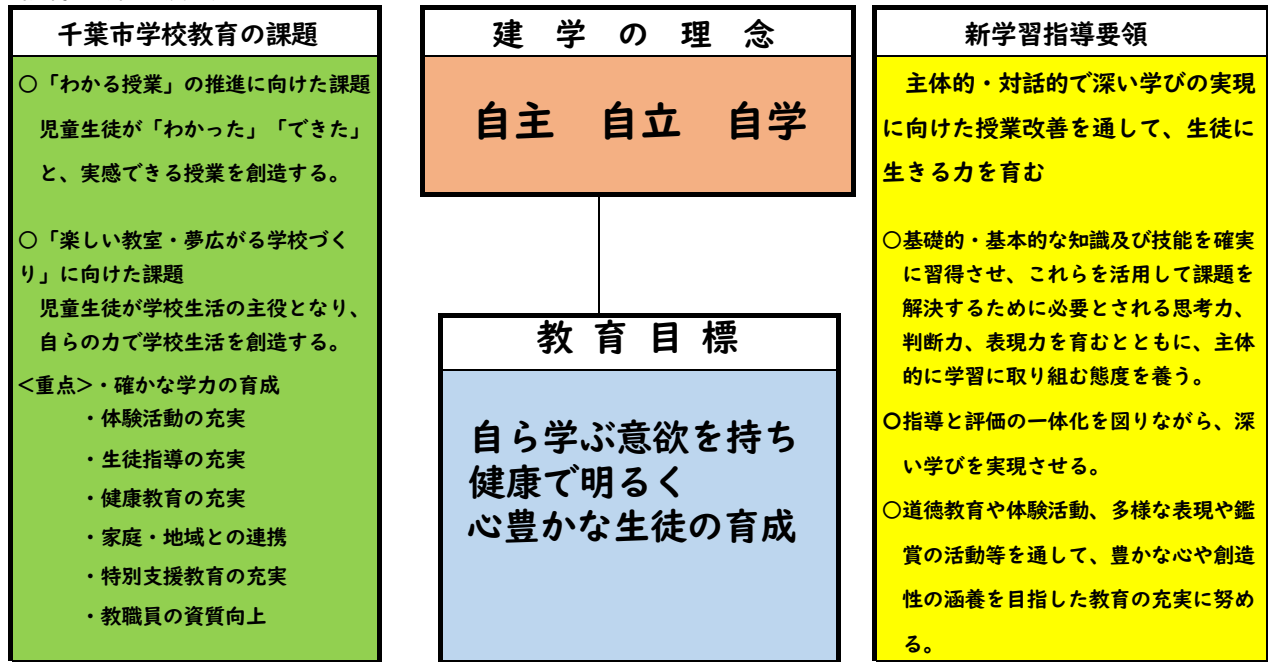 千葉市学校教育の課題
○「わかる授業」の推進に向けた課題
児童生徒が「わかった」「できた」
と、実感できる授業を創造する。
○「楽しい教室・夢広がる学校づく
り」に向けた課題
児童生徒が学校生活の主役となり、
自らの力で学校生活を創造する。
<重点>・確かな学力の育成
・体験活動の充実
・生徒指導の充実
・健康教育の充実
・家庭・地域との連携
・特別支援教育の充実
・教職員の資質向上
建学の理念
自主 自立 自学
教育目標
自ら学ぶ意欲を持ち
健康で明るく
心豊かな生徒の育成
新学習指導要領
主体的・対話的で深い学びの実現
に向けた授業改善を通して、生徒に
生きる力を育む
○基礎的・基本的な知識及び技能を確実
に習得させ、これらを活用して課題を
解決するために必要とされる思考力、
判断力、表現力を育むとともに、主体
的に学習に取り組む態度を養う。
○指導と評価の一体化を図りながら、深
い学びを実現させる。
○道徳教育や体験活動、多様な表現や鑑
賞の活動等を通して、豊かな心や創造
性の涵養を目指した教育の充実に努め
る。